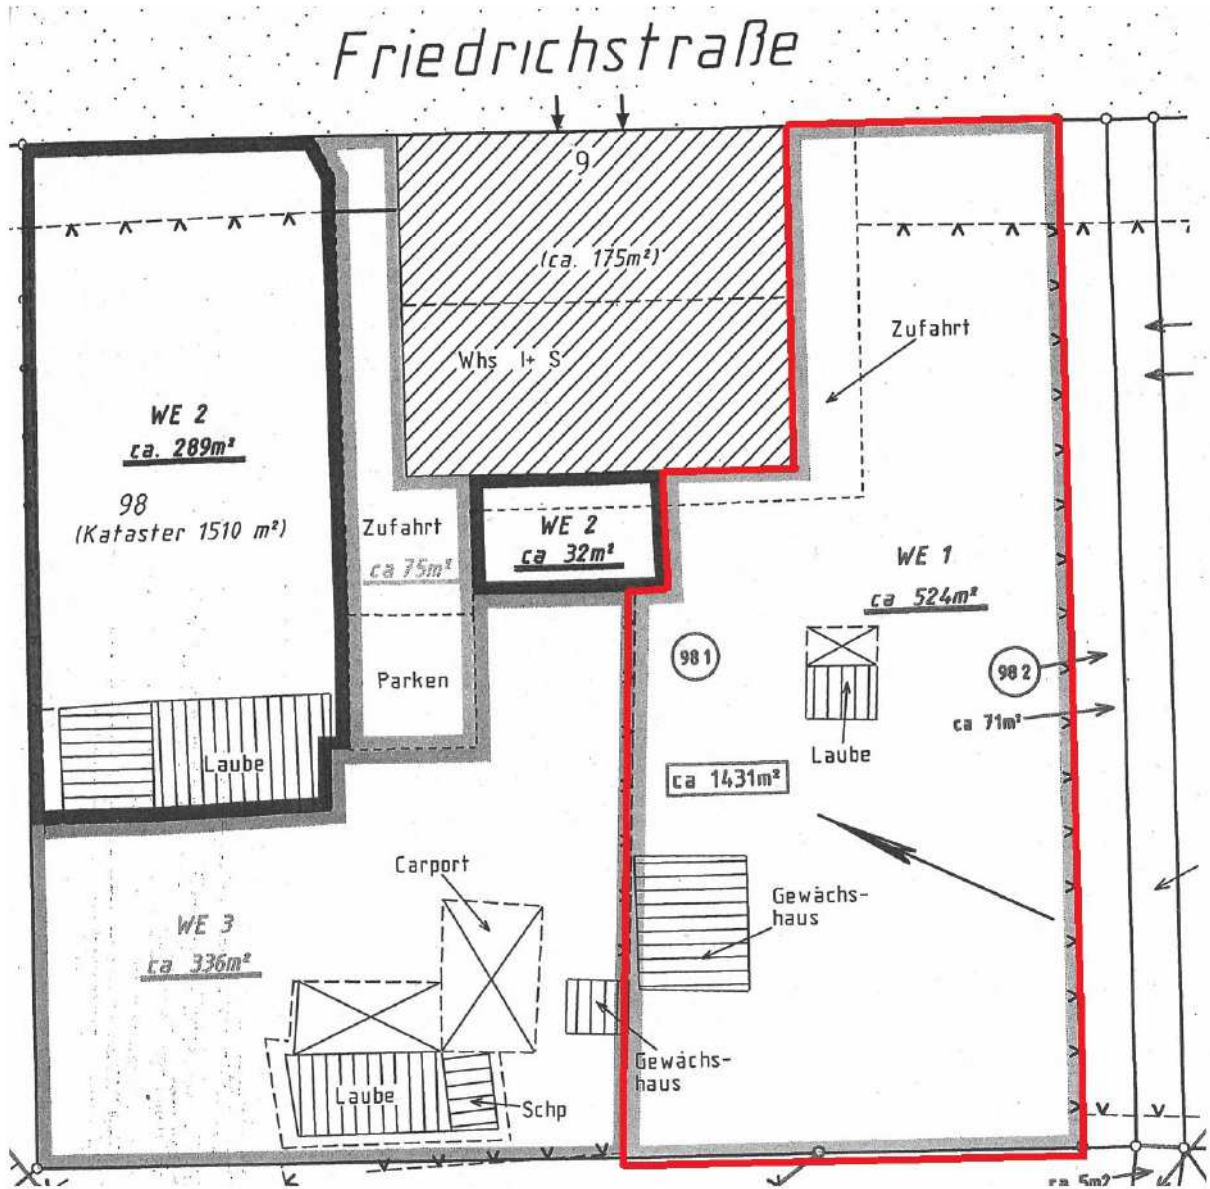 Friedrichstraße
9
(ca. 175m²)
Zufahrt
Whs I+ S
WE 2
ca. 289m²
98
(Kataster 1510 m²)
Zufahrt
ca 75m²
WE 2
ca 32m²
WE 1
ca 524m²
98 1
98 2
Parken
ca 71m²
Laube
Laube
ca 1431m²
Carport
Gewächs-
haus
WE 3
ca 336m²
Gewächs-
haus
Laube
Schp
ca 5m2